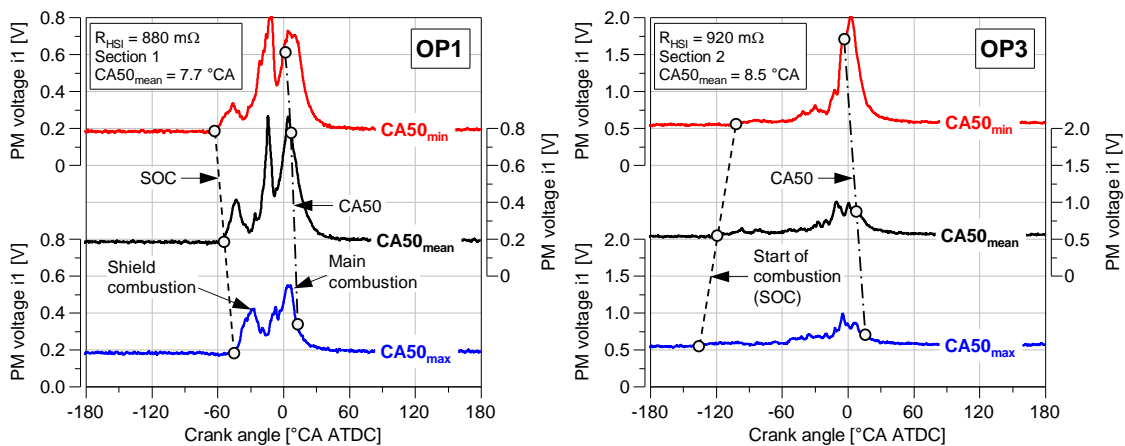 R_HSI = 880 mΩ
Section 1
CA50_mean = 7.7 °CA
OP1
PM voltage i1 [V]
0.8
0.6
0.4
0.2
0
CA50_min
SOC
CA50
PM voltage i1 [V]
0.8
0.6
0.4
0.2
0
CA50_mean
Shield
combustion
Main
combustion
PM voltage i1 [V]
0.8
0.6
0.4
0.2
0.0
CA50_max
-180 -120 -60 0 60 120 180
Crank angle [°CA ATDC]
R_HSI = 920 mΩ
Section 2
CA50_mean = 8.5 °CA
OP3
PM voltage i1 [V]
2.0
1.5
1.0
0.5
0
CA50_min
CA50
PM voltage i1 [V]
2.0
1.5
1.0
0.5
0
CA50_mean
Start of
combustion
(SOC)
PM voltage i1 [V]
2.0
1.5
1.0
0.5
0
CA50_max
-180 -120 -60 0 60 120 180
Crank angle [°CA ATDC]